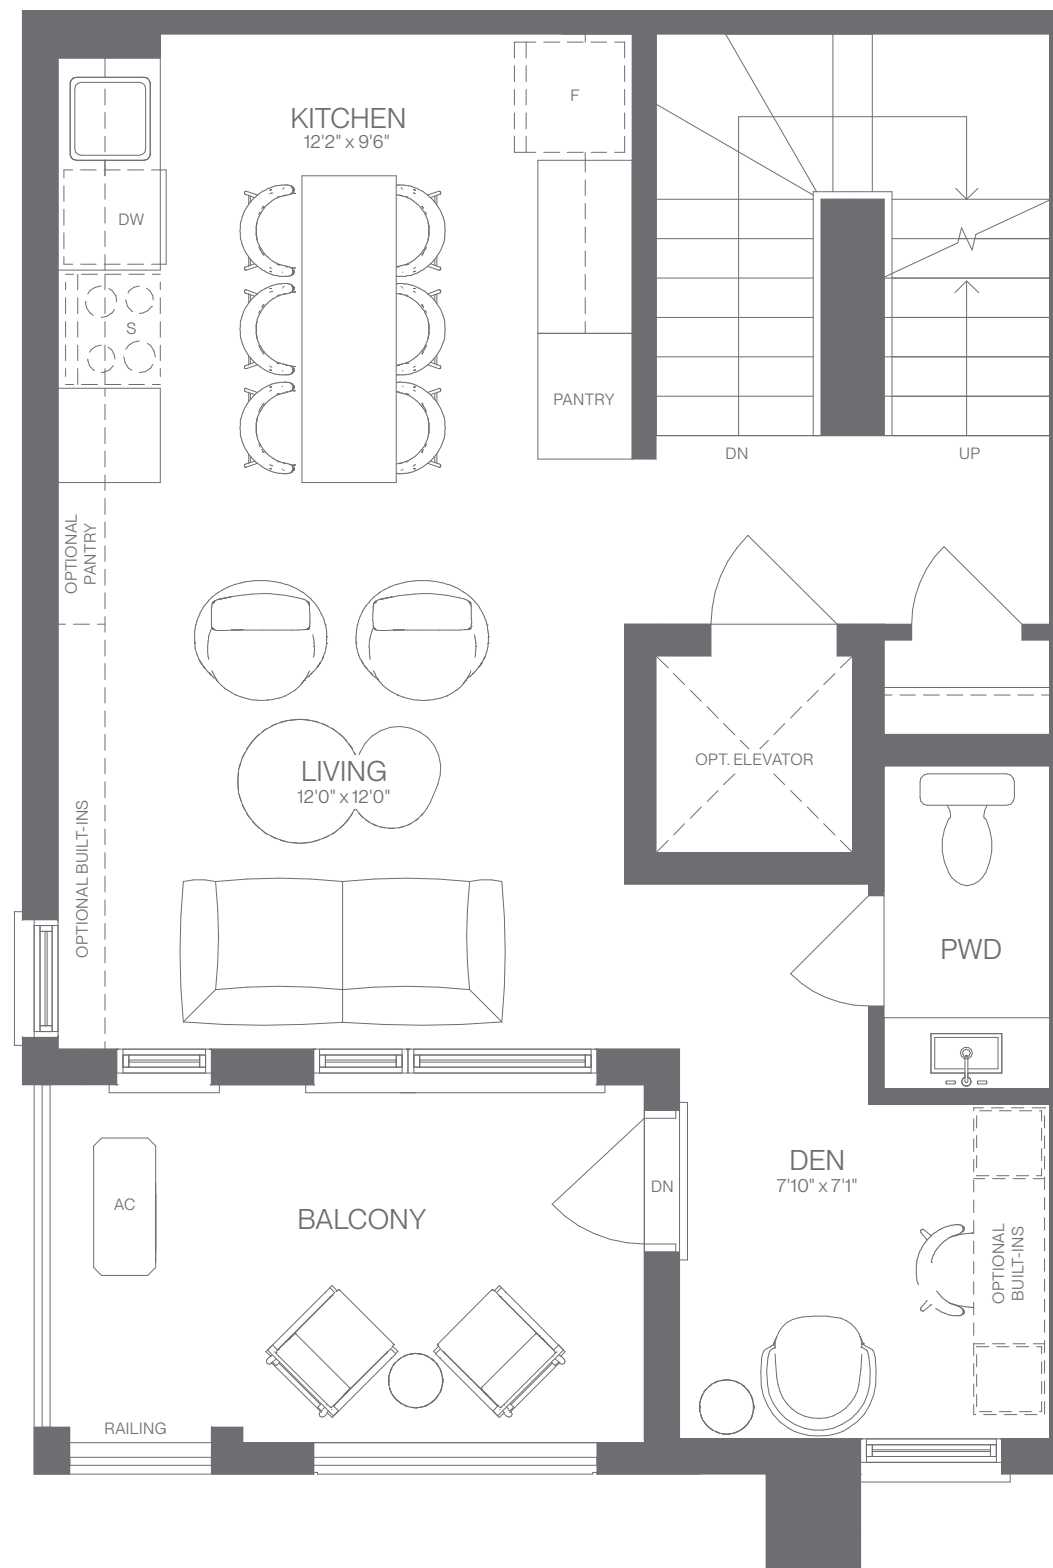 KITCHEN
12'2" x 9'6"
F
DW
S
PANTRY
DN
UP
OPTIONAL
PANTRY
OPT. ELEVATOR
LIVING
12'0" x 12'0"
OPTIONAL BUILT-INS
PWD
DEN
7'10" x 7'1"
DN
AC
BALCONY
OPTIONAL
BUILT-INS
RAILING